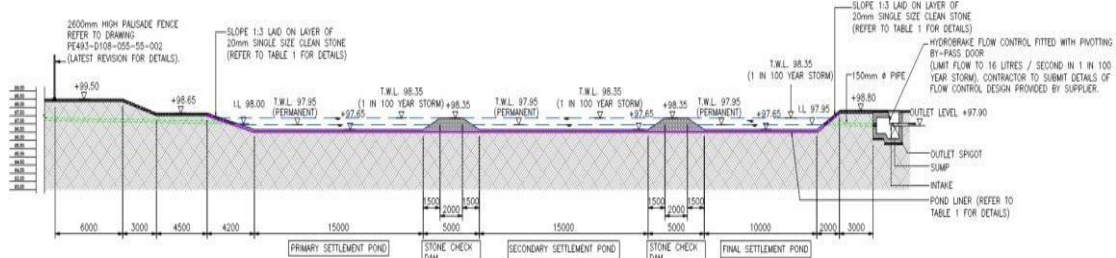 2600mm HIGH PALISADE FENCE
REFER TO DRAWING
PE493-D108-055-55-002
(LATEST REVISION FOR DETAILS).
SLOPE 1:3 LAID ON LAYER OF
20mm SINGLE SIZE CLEAN STONE
(REFER TO TABLE 1 FOR DETAILS)
SLOPE 1:3 LAID ON LAYER OF
20mm SINGLE SIZE CLEAN STONE
(REFER TO TABLE 1 FOR DETAILS)
HYDROBRAKE FLOW CONTROL FITTED WITH PIVOTTING
BY-PASS DOOR
(LIMIT FLOW TO 16 LITRES / SECOND IN 1 IN 100
YEAR STORM). CONTRACTOR TO SUBMIT DETAILS OF
FLOW CONTROL DESIGN PROVIDED BY SUPPLIER.
150mm ø PIPE
+99.50
+98.65
I.L 98.00
T.W.L. 97.95
(PERMANENT)
T.W.L. 98.35
(1 IN 100 YEAR STORM)
+97.65
+98.35
+97.65
T.W.L. 97.95
(PERMANENT)
T.W.L. 98.35
(1 IN 100 YEAR STORM)
+97.65
+98.35
+97.65
T.W.L. 97.95
(PERMANENT)
T.W.L. 98.35
(1 IN 100 YEAR STORM)
I.L 97.95
+98.80
OUTLET LEVEL +97.90
OUTLET SPIGOT
SUMP
INTAKE
POND LINER (REFER TO
TABLE 1 FOR DETAILS)
1500
2000
1500
1500
2000
1500
6000
3000
4500
4200
15000
5000
15000
5000
10000
2000
3000
PRIMARY SETTLEMENT POND
STONE CHECK
DAM
SECONDARY SETTLEMENT POND
STONE CHECK
DAM
FINAL SETTLEMENT POND